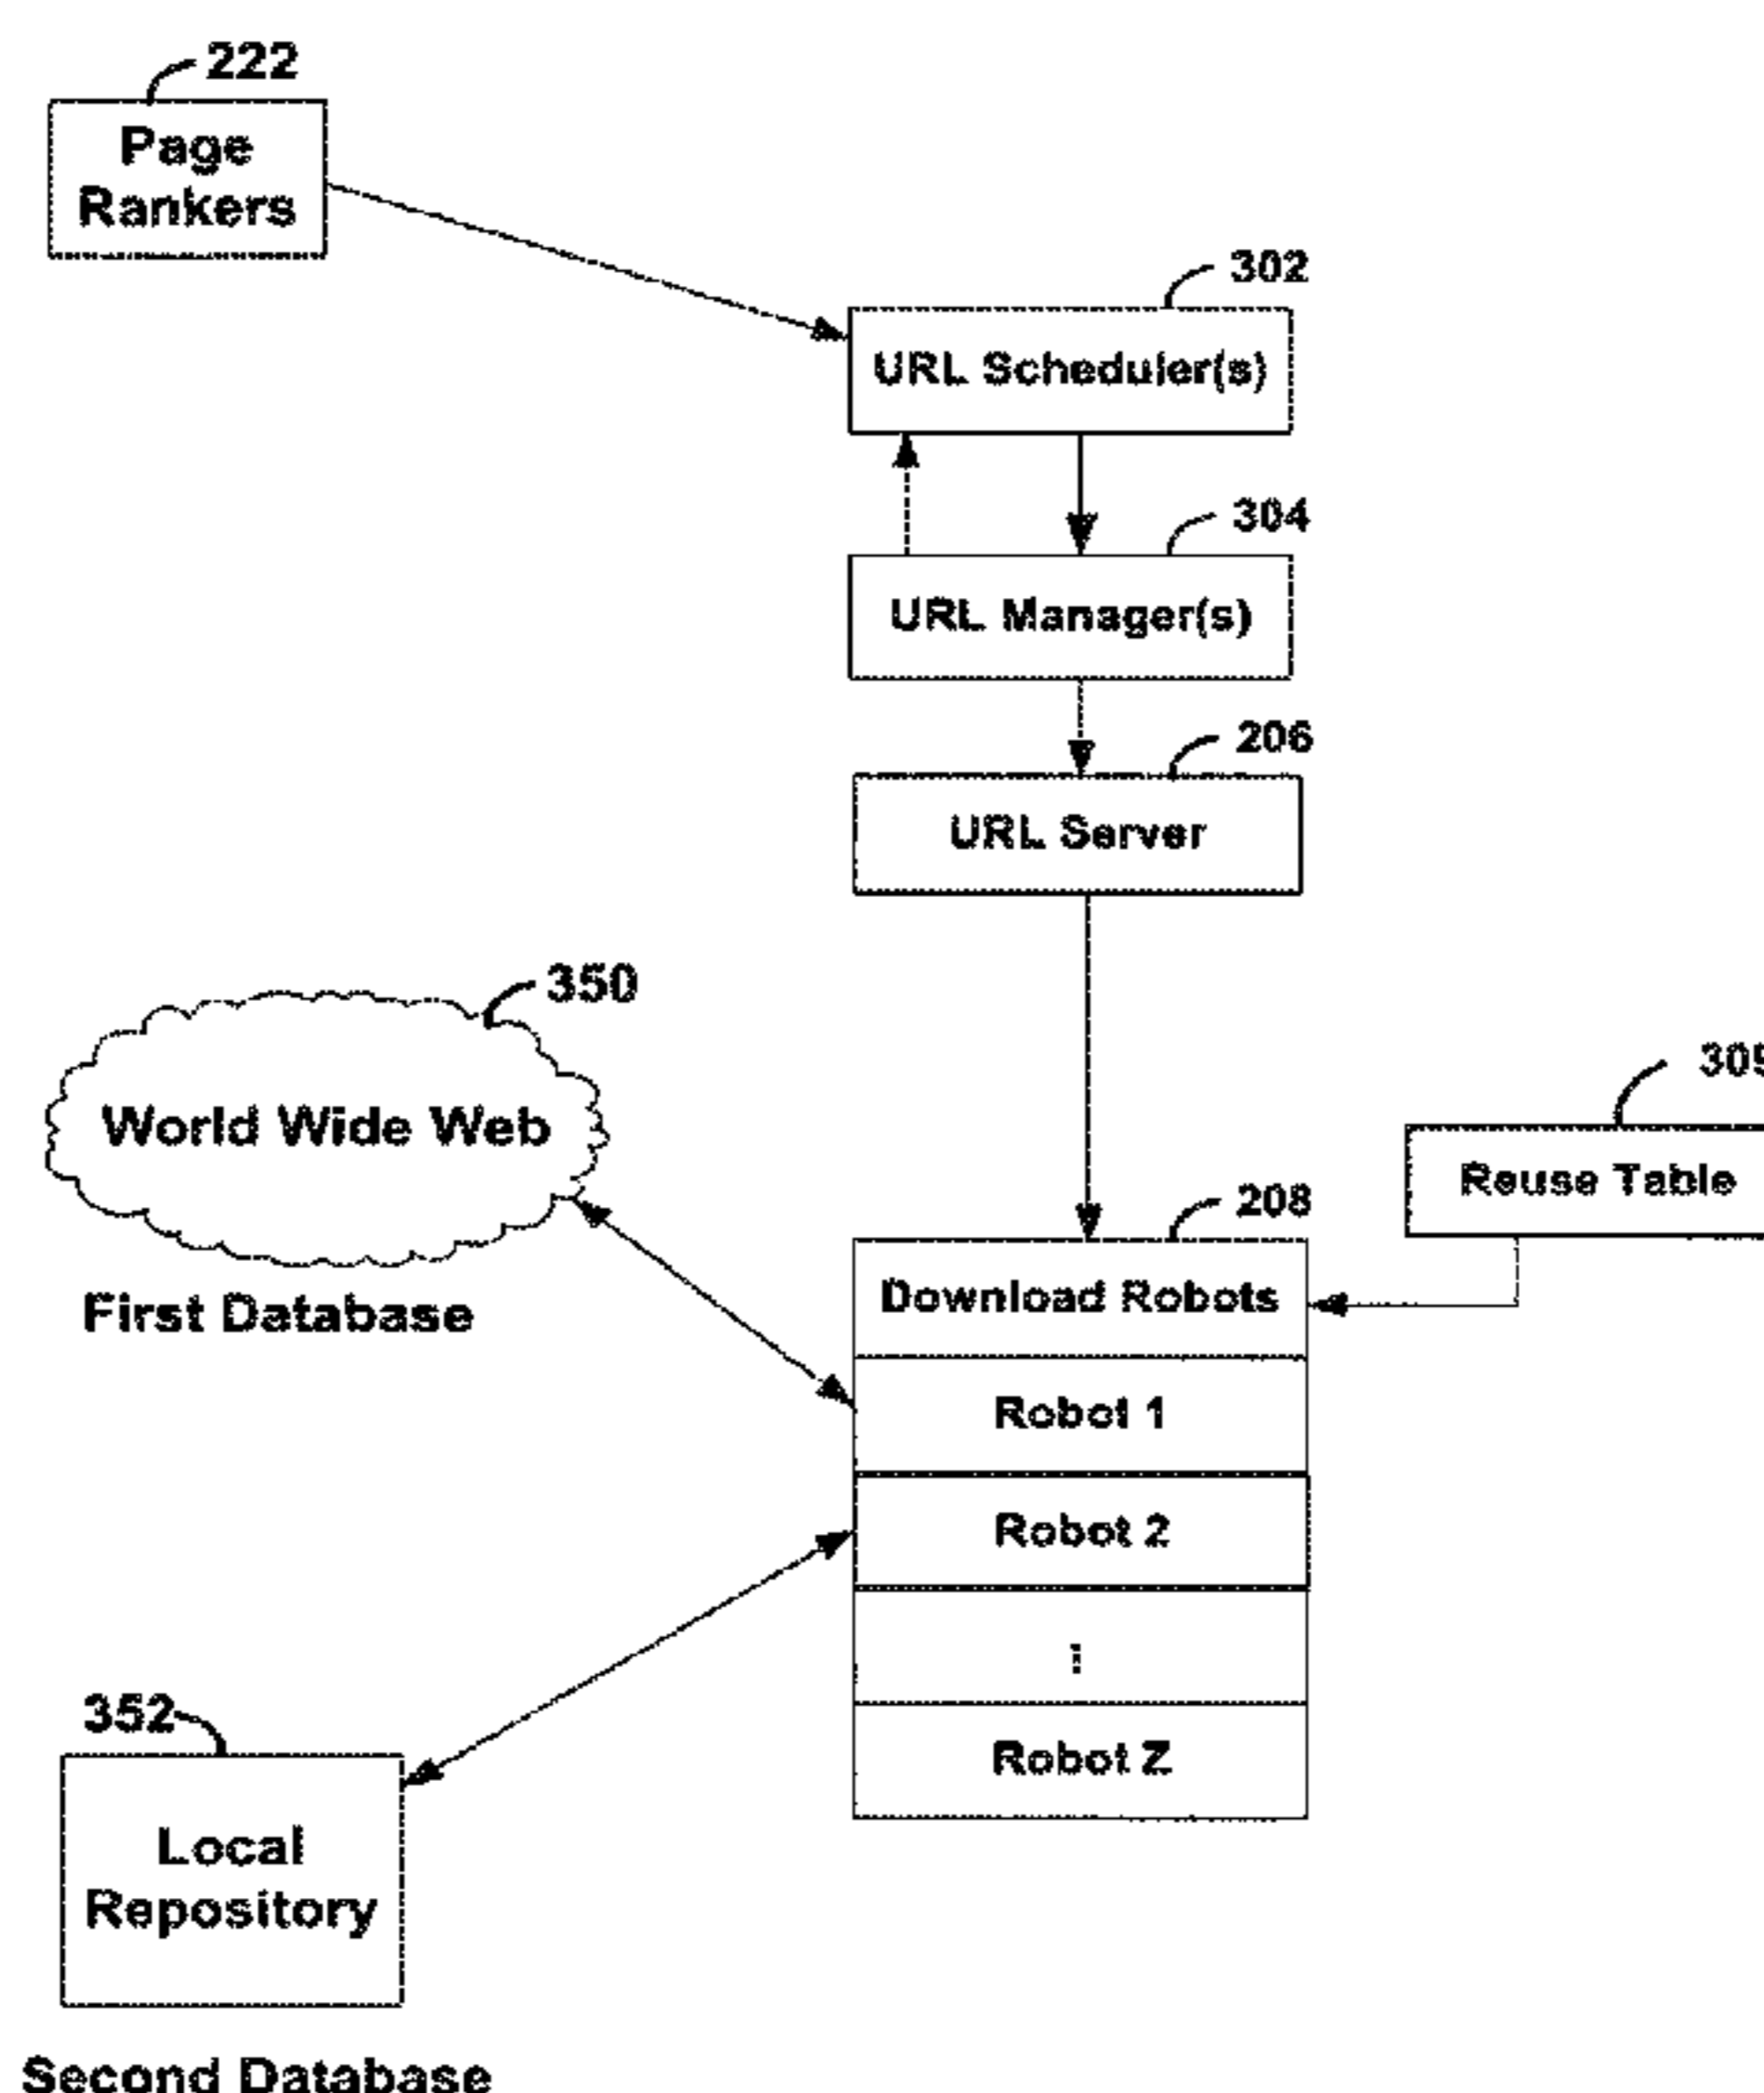 222
Page
Rankers
302
URL Scheduler(s)
304
URL Manager(s)
206
URL Server
350
World Wide Web
First Database
Reuse Table
208
Download Robots
Robot 1
Robot 2
Robot Z
352
Local
Repository
Second Database